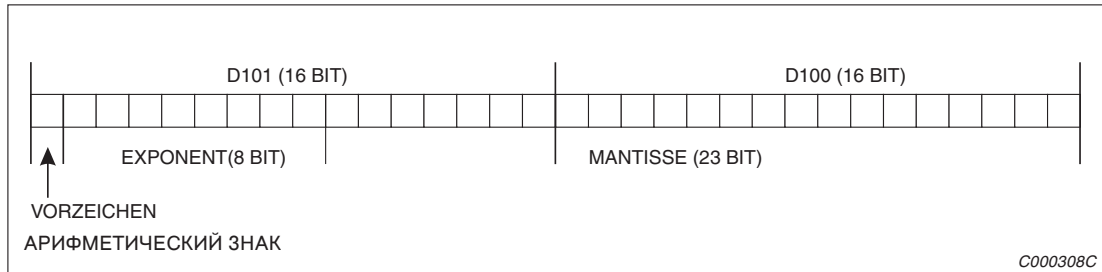 D101 (16 BIT) D100 (16 BIT)
EXPONENT(8 BIT) MANTISSE (23 BIT)
VORZEICHEN
АРИФМЕТИЧЕСКИЙ ЗНАК
C000308C